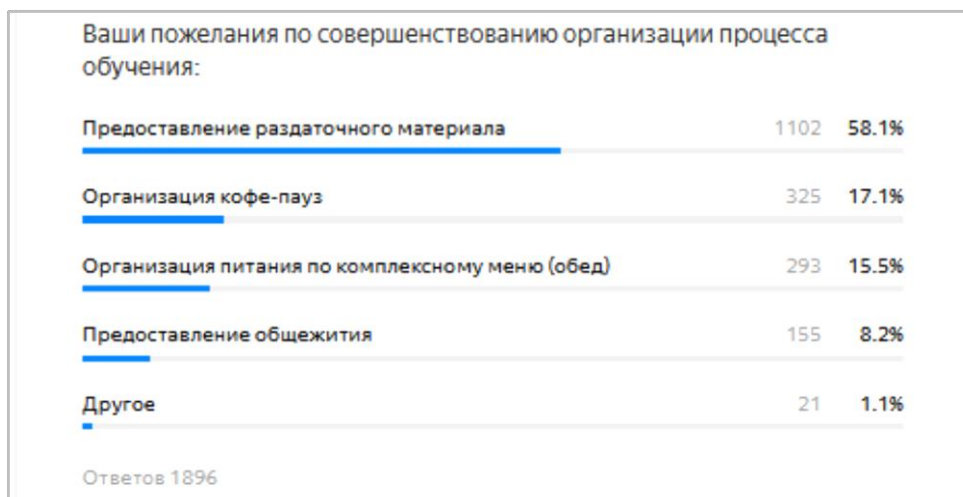 Ваши пожелания по совершенствованию организации процесса
обучения:
Предоставление раздаточного материала 1102 58.1%
Организация кофе-пауз 325 17.1%
Организация питания по комплексному меню (обед) 293 15.5%
Предоставление общежития 155 8.2%
Другое 21 1.1%
Ответов 1896